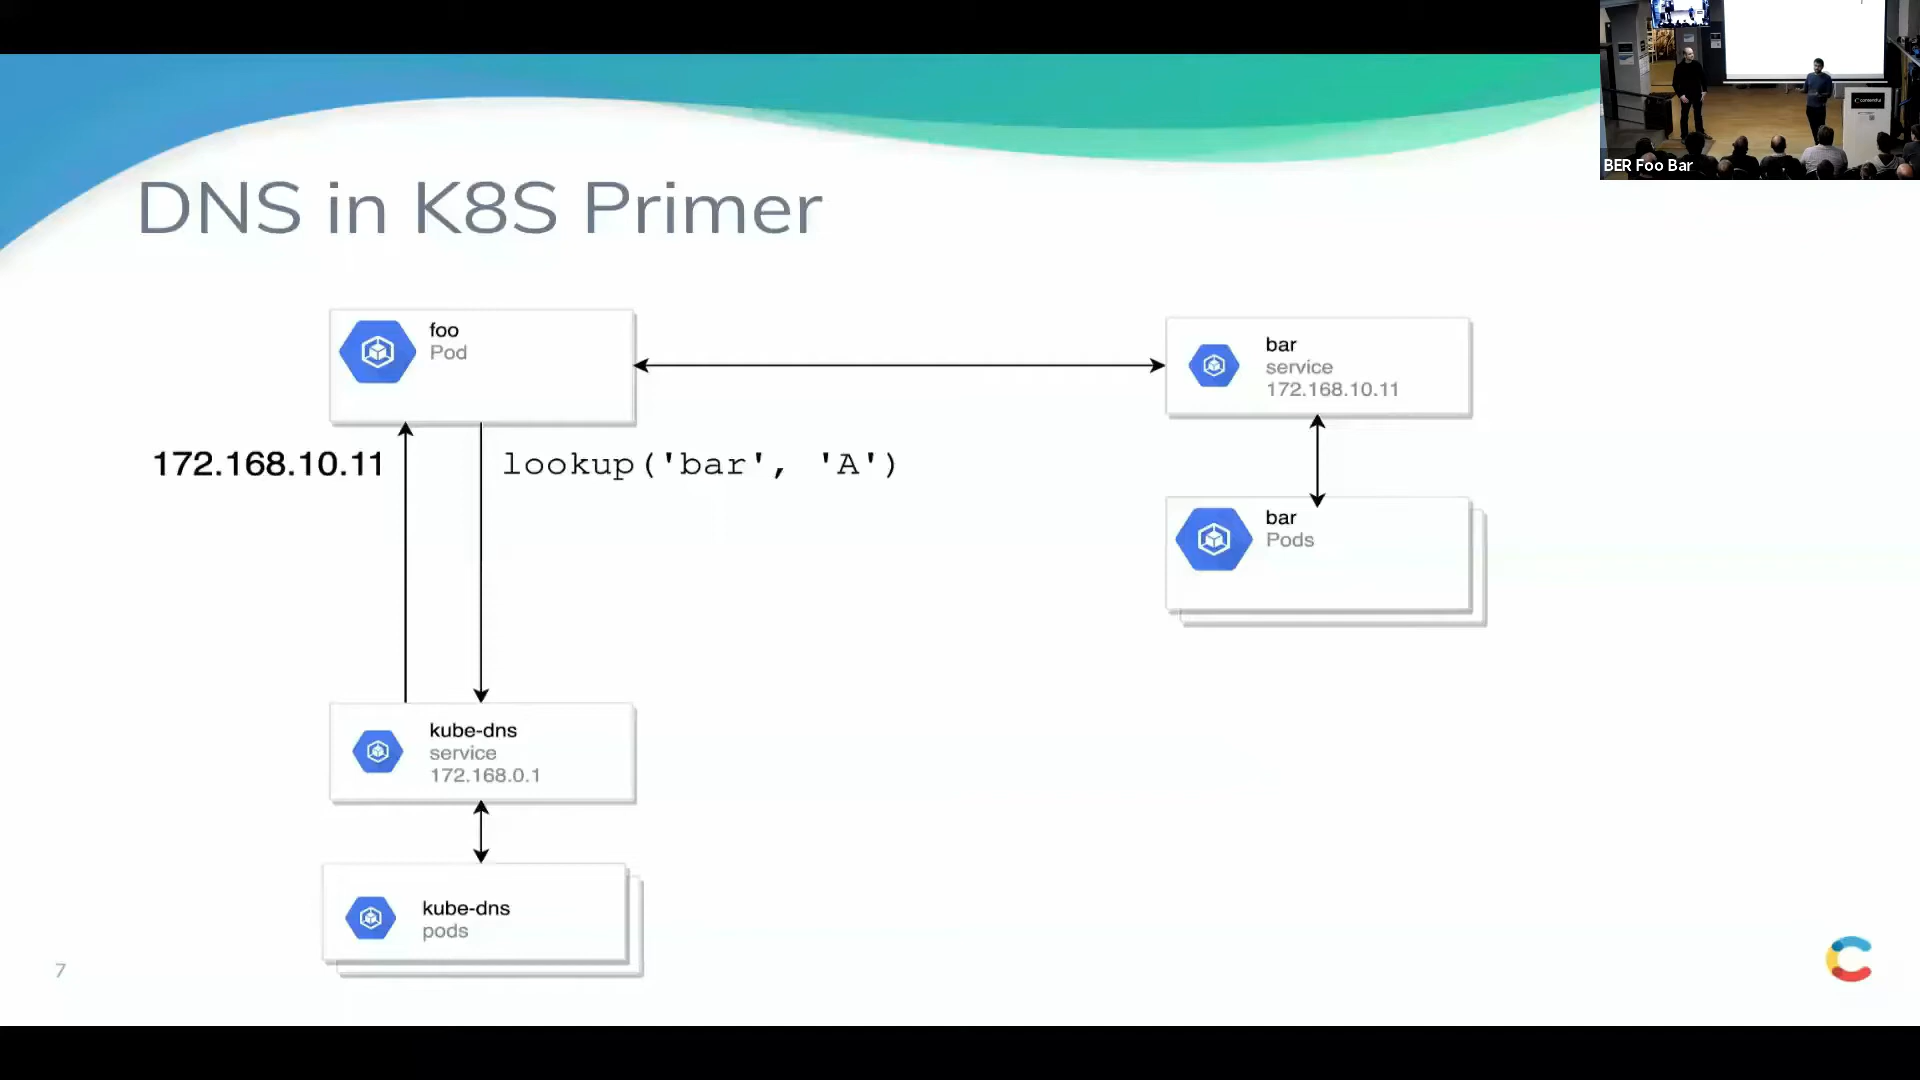 BER Foo Bar
DNS in K8S Primer
foo
Pod
bar
service
172.168.10.11
172.168.10.11
lookup('bar', 'A')
bar
Pods
kube-dns
service
172.168.0.1
kube-dns
pods
7